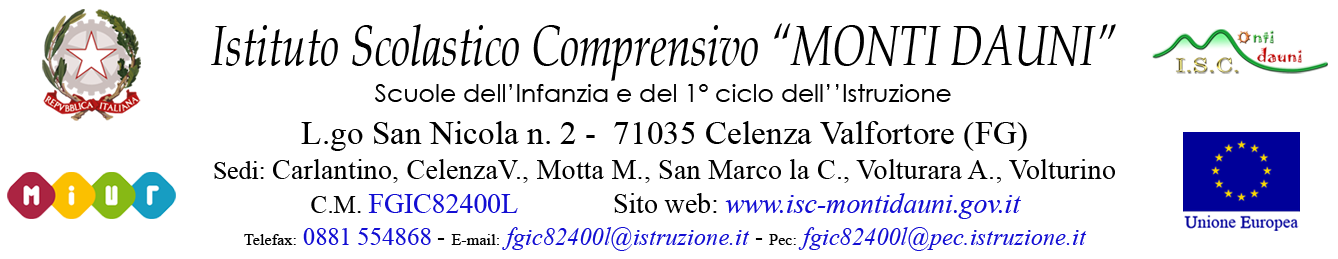 Istituto Scolastico Comprensivo “MONTI DAUNI”
Scuole dell’Infanzia e del 1° ciclo dell’’Istruzione
L.go San Nicola n. 2 - 71035 Celenza Valfortore (FG)
Sedi: Carlantino, CelenzaV., Motta M., San Marco la C., Volturara A., Volturino
C.M. FGIC82400L Sito web: www.isc-montidauni.gov.it
Telefax: 0881 554868 - E-mail: fgic82400l@istruzione.it - Pec: fgic82400l@pec.istruzione.it
REPVBBLICA ITALIANA
miur
onti
dauni
I.S.C.
Unione Europea